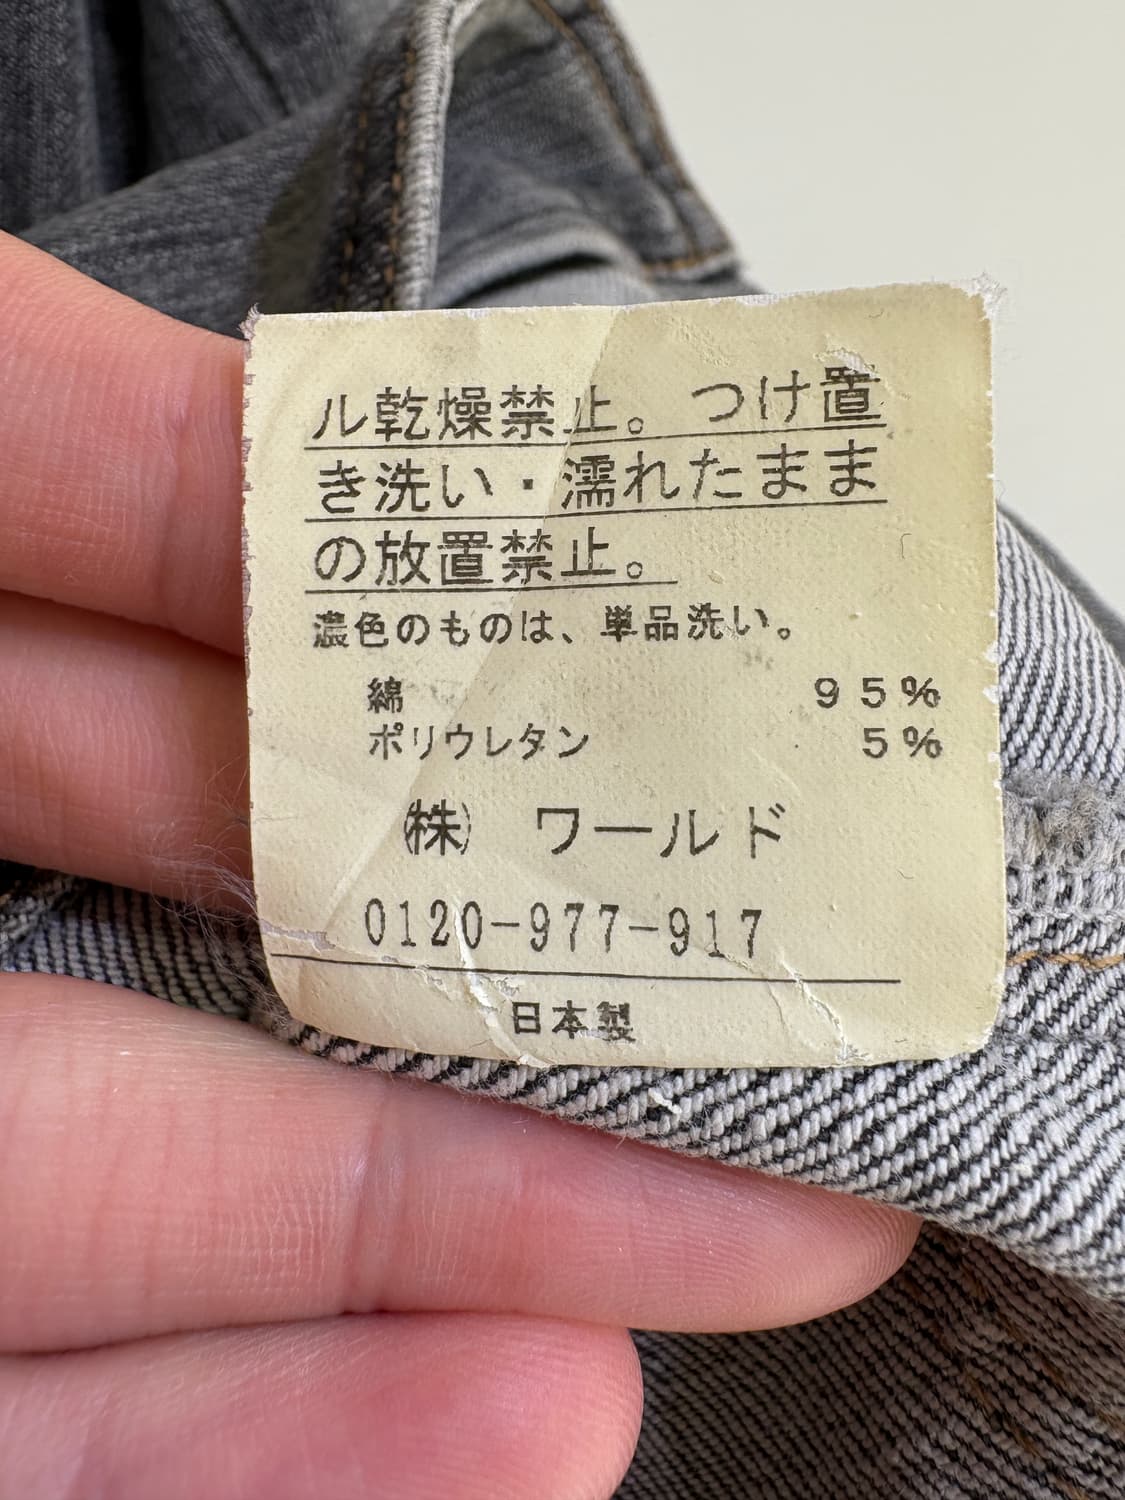 ル乾燥禁止。つけ置
き洗い・濡れたまま
の放置禁止。
濃色のものは、単品洗い。
綿 95%
ポリウレタン 5%
㈱ ワールド
0120-977-917
日本製